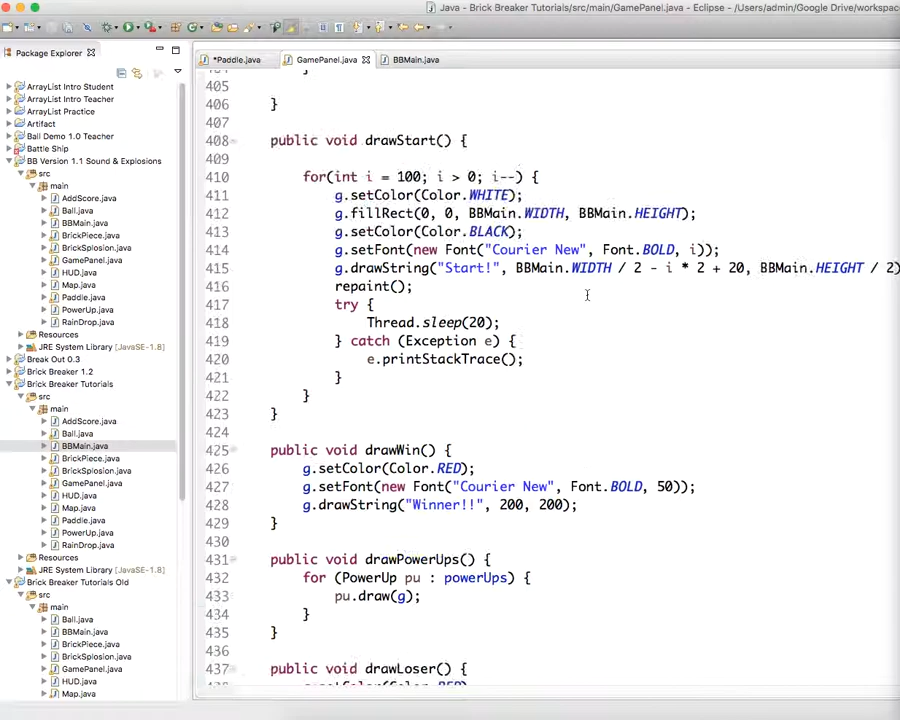 Java - Brick Breaker Tutorials/src/main/GamePanel.java - Eclipse - /Users/admin/Google Drive/workspac
Package Explorer
*Paddle.java
GamePanel.java
BBMain.java
ArrayList Intro Student
ArrayList Intro Teacher
ArrayList Practice
Artifact
Ball Demo 1.0 Teacher
Battle Ship
BB Version 1.1 Sound & Explosions
src
main
AddScore.java
Ball.java
BBMain.java
BrickPiece.java
BrickSplosion.java
GamePanel.java
HUD.java
Map.java
Paddle.java
PowerUp.java
RainDrop.java
Resources
JRE System Library [JavaSE-1.8]
Break Out 0.3
Brick Breaker 1.2
Brick Breaker Tutorials
src
main
AddScore.java
Ball.java
BBMain.java
BrickPiece.java
BrickSplosion.java
GamePanel.java
HUD.java
Map.java
Paddle.java
PowerUp.java
RainDrop.java
Resources
JRE System Library [JavaSE-1.8]
Brick Breaker Tutorials Old
src
main
Ball.java
BBMain.java
BrickPiece.java
BrickSplosion.java
GamePanel.java
HUD.java
Map.java
405
406 }
407
408 public void drawStart() {
409
410 for(int i = 100; i > 0; i--) {
411 g.setColor(Color.WHITE);
412 g.fillRect(0, 0, BBMain.WIDTH, BBMain.HEIGHT);
413 g.setColor(Color.BLACK);
414 g.setFont(new Font("Courier New", Font.BOLD, i));
415 g.drawString("Start!", BBMain.WIDTH / 2 - i * 2 + 20, BBMain.HEIGHT / 2)
416 repaint();
417 try {
418 Thread.sleep(20);
419 } catch (Exception e) {
420 e.printStackTrace();
421 }
422 }
423 }
424
425 public void drawWin() {
426 g.setColor(Color.RED);
427 g.setFont(new Font("Courier New", Font.BOLD, 50));
428 g.drawString("Winner!!", 200, 200);
429 }
430
431 public void drawPowerUps() {
432 for (PowerUp pu : powerUps) {
433 pu.draw(g);
434 }
435 }
436
437 public void drawLoser() {